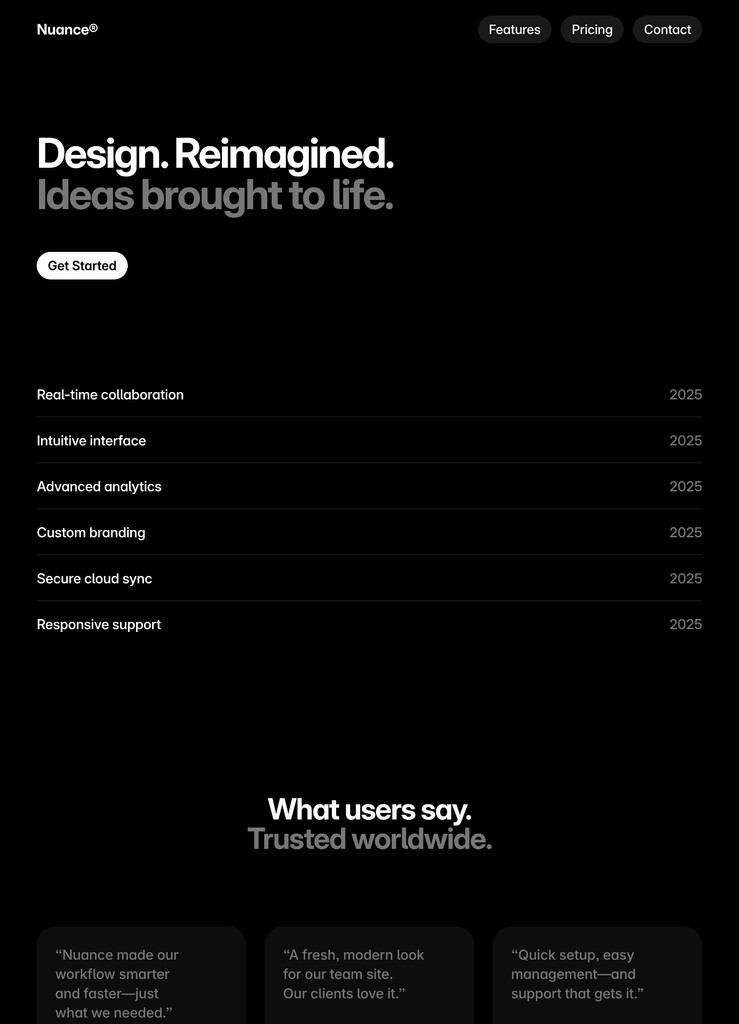 Nuance®
Features
Pricing
Contact
Design. Reimagined.
Ideas brought to life.
Get Started
Real-time collaboration 2025
Intuitive interface 2025
Advanced analytics 2025
Custom branding 2025
Secure cloud sync 2025
Responsive support 2025
What users say.
Trusted worldwide.
“Nuance made our
workflow smarter
and faster—just
what we needed.”
“A fresh, modern look
for our team site.
Our clients love it.”
“Quick setup, easy
management—and
support that gets it.”